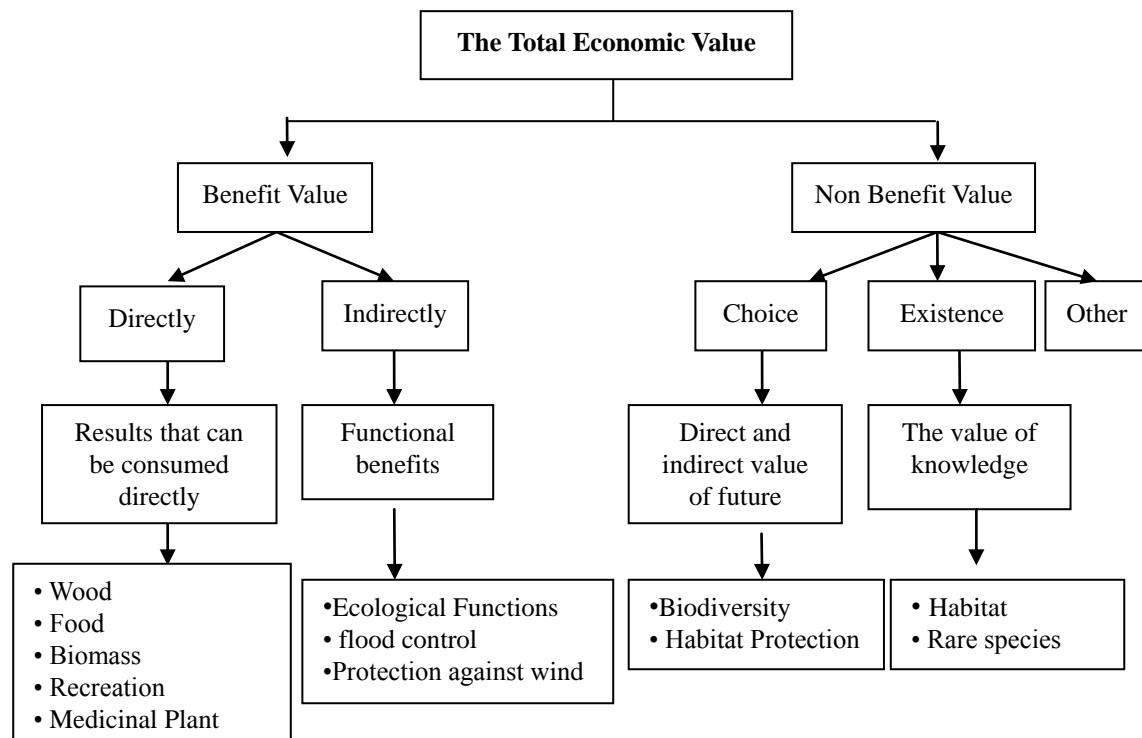 The Total Economic Value
Benefit Value
Non Benefit Value
Directly
Indirectly
Choice
Existence
Other
Results that can
be consumed
directly
Functional
benefits
Direct and
indirect value
of future
The value of
knowledge
• Wood
• Food
• Biomass
• Recreation
• Medicinal Plant
•Ecological Functions
• flood control
•Protection against wind
•Biodiversity
• Habitat Protection
• Habitat
• Rare species